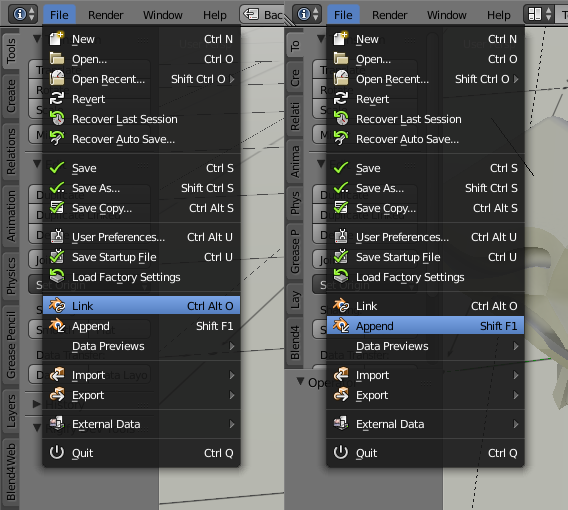 File Render Window Help Bac
New Ctrl N
Open... Ctrl O
Open Recent... Shift Ctrl O
Revert
Recover Last Session
Recover Auto Save...
Save Ctrl S
Save As... Shift Ctrl S
Save Copy... Ctrl Alt S
User Preferences... Ctrl Alt U
Save Startup File Ctrl U
Load Factory Settings
Link Ctrl Alt O
Append Shift F1
Data Previews
Import
Export
External Data
Quit Ctrl Q
Tools
Create
Relations
Animation
Physics
Grease Pencil
Layers
Blend4Web
File Render Window Help
New Ctrl N
Open... Ctrl O
Open Recent... Shift Ctrl O
Revert
Recover Last Session
Recover Auto Save...
Save Ctrl S
Save As... Shift Ctrl S
Save Copy... Ctrl Alt S
User Preferences... Ctrl Alt U
Save Startup File Ctrl U
Load Factory Settings
Link Ctrl Alt O
Append Shift F1
Data Previews
Import
Export
External Data
Quit Ctrl Q
To
Cre
Relati
Anima
Phys
Grease P
Lay
Blend4
Ope